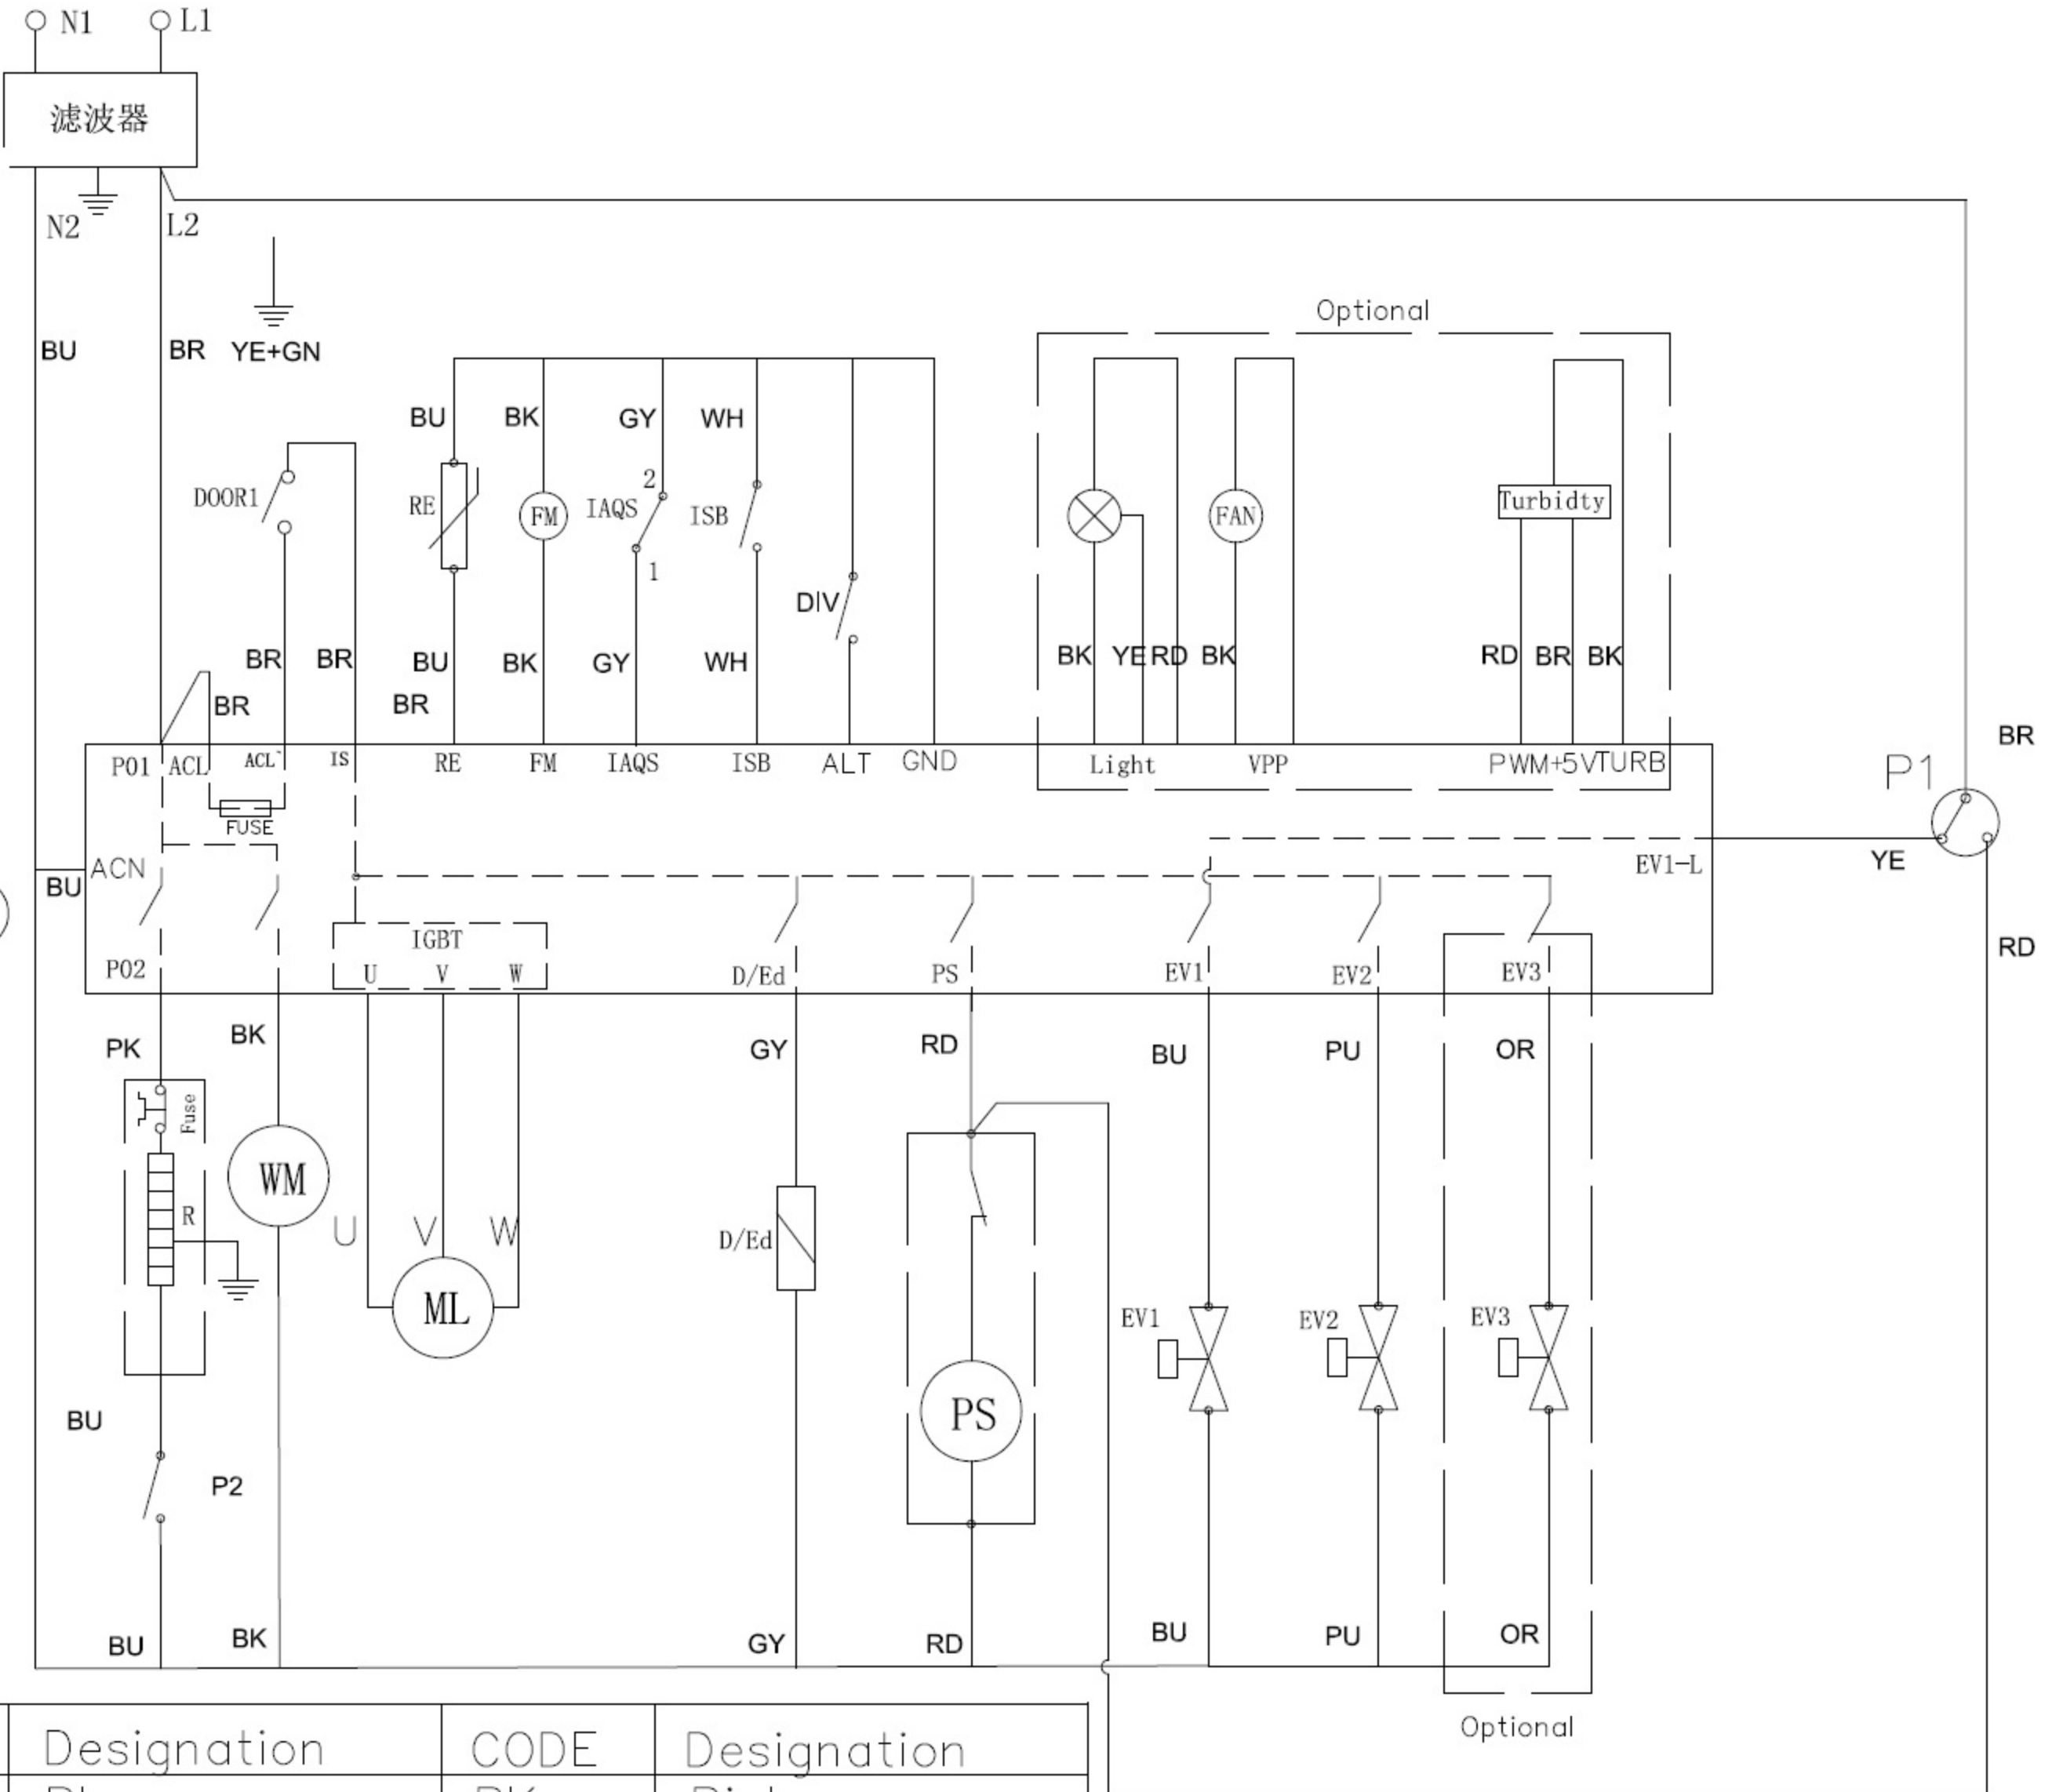 N1 L1
滤波器
N2 L2
Optional
BU BR YE+GN
BU BK GY WH
2
DOOR1 RE FM IAQS ISB FAN Turbidty
1
DIV
BR BR BU BK GY WH BK YE RD BK RD BR BK
BR BR
BR
P01 ACL ACL IS RE FM IAQS ISB ALT GND Light VPP PWM+5VTURB P1
FUSE
ACN EV1-L YE
BU
IGBT
RD
P02 U V W D/Ed PS EV1 EV2 EV3
PK BK GY RD BU PU OR
Fuse
WM
R U V W D/Ed
ML EV1 EV2 EV3
PS
BU
P2
BU BK GY RD BU PU OR
Optional
Designation CODE Designation